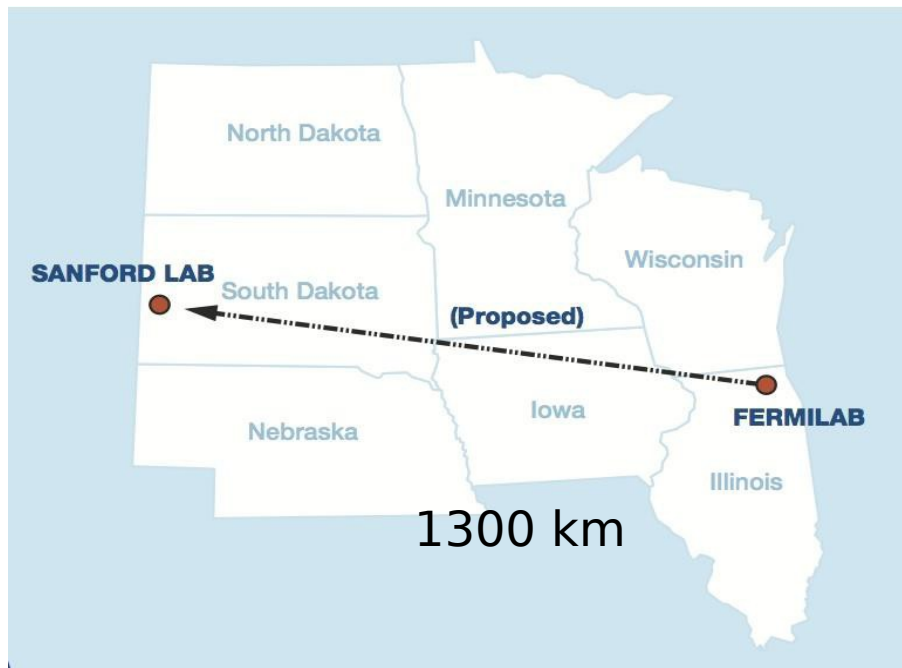 North Dakota
Minnesota
Wisconsin
SANFORD LAB
South Dakota
(Proposed)
Iowa
FERMILAB
Nebraska
Illinois
1300 km